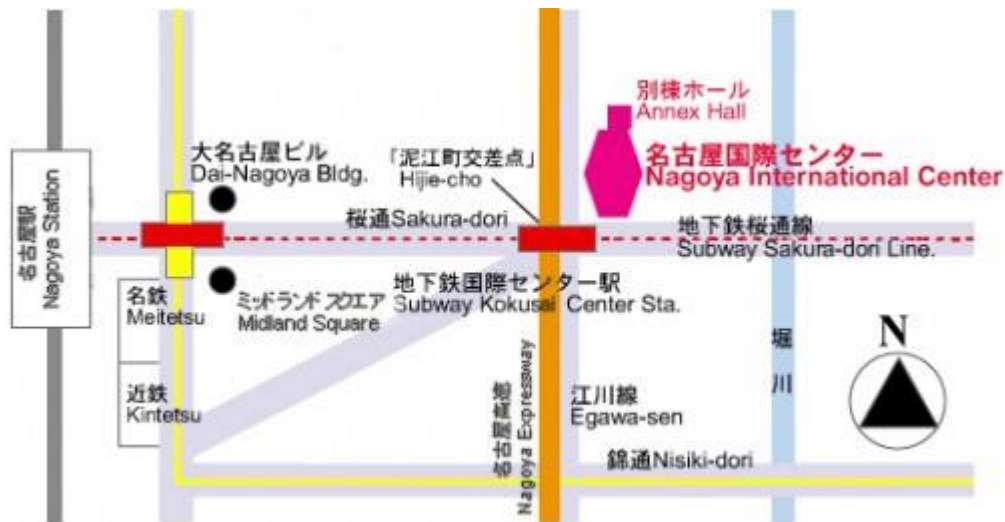 別棟ホール
Annex Hall
名古屋国際センター
Nagoya International Center
大名古屋ビル
Dai-Nagoya Bldg.
「泥江町交差点」
Hijie-cho
名古屋駅
Nagoya Station
桜通Sakura-dori
地下鉄桜通線
Subway Sakura-dori Line.
地下鉄国際センター駅
Subway Kokusai Center Sta.
名鉄
Meitetsu
ミッドランド スクエア
Midland Square
堀川
N
近鉄
Kintetsu
名古屋高速
Nagoya Expressway
江川線
Egawa-sen
錦通Nisiki-dori